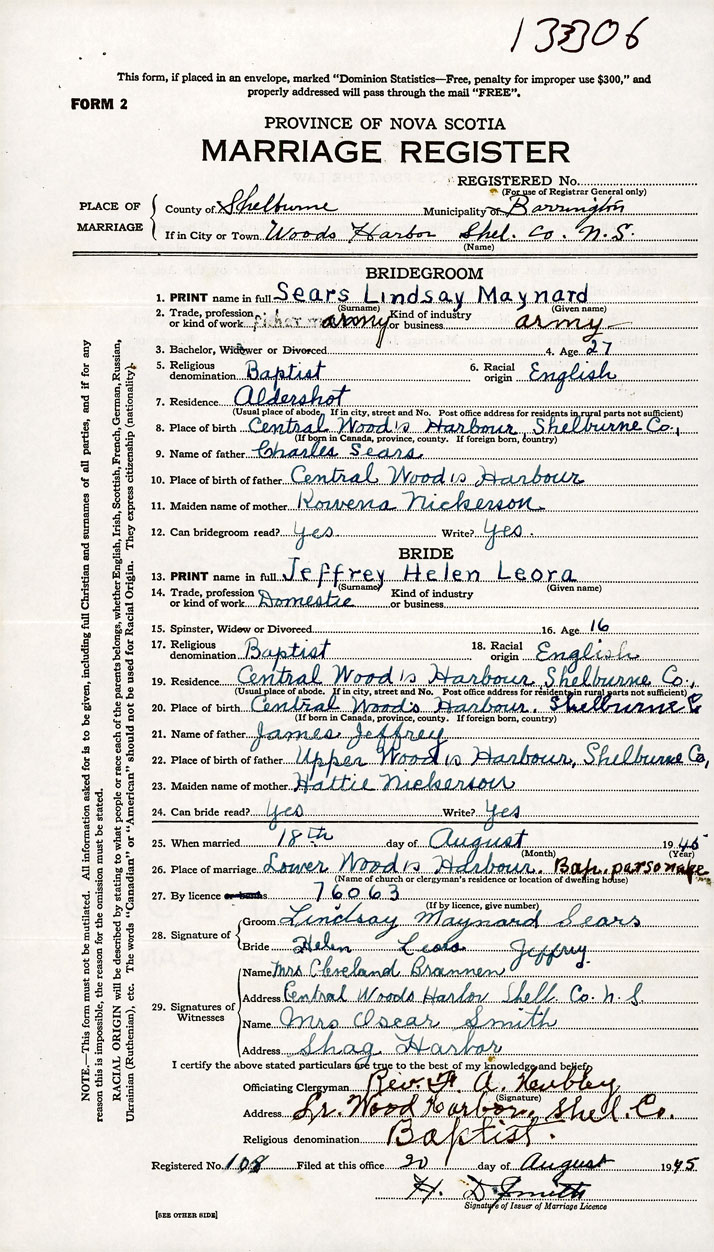 13306
This form, if placed in an envelope, marked "Dominion Statistics—Free, penalty for improper use $300," and
properly addressed will pass through the mail "FREE".
FORM 2
PROVINCE OF NOVA SCOTIA
MARRIAGE REGISTER
REGISTERED No.
(For use of Registrar General only)
PLACE OF MARRIAGE
County of Shelburne Municipality of Barrington
If in City or Town Woods Harbor Shel. Co. N.S.
(Name)
BRIDEGROOM
1. PRINT name in full Sears Lindsay Maynard
(Surname) (Given name)
2. Trade, profession or kind of work army Kind of industry or business army
3. Bachelor, Widower or Divorced 4. Age 27
5. Religious denomination Baptist 6. Racial origin English
7. Residence Aldershot
(Usual place of abode. If in city, street and No. Post office address for residents in rural parts not sufficient)
8. Place of birth Central Wood's Harbour, Shelburne Co.,
(If born in Canada, province, county. If foreign born, country)
9. Name of father Charles Sears
10. Place of birth of father Central Wood's Harbour
11. Maiden name of mother Rowena Nickerson
12. Can bridegroom read? Yes. Write? Yes.
BRIDE
13. PRINT name in full Jeffrey Helen Leora
(Surname) (Given name)
14. Trade, profession or kind of work Domestic Kind of industry or business
15. Spinster, Widow or Divorced 16. Age 16
17. Religious denomination Baptist 18. Racial origin English
19. Residence Central Wood's Harbour, Shelburne Co.,
(Usual place of abode. If in city, street and No. Post office address for residents in rural parts not sufficient)
20. Place of birth Central Wood's Harbour. Shelburne Co
(If born in Canada, province, county. If foreign born, country)
21. Name of father James Jeffrey
22. Place of birth of father Upper Wood's Harbour, Shelburne Co,
23. Maiden name of mother Hattie Nickerson
24. Can bride read? Yes Write? Yes
25. When married 18th day of August 1945
(Month) (Year)
26. Place of marriage Lower Wood's Harbour. Bap. parsonage
(Name of church or clergyman's residence or location of dwelling house)
27. By licence or banns 76063
(If by licence, give number)
28. Signature of Groom Lindsay Maynard Sears
Bride Helen Leora Jeffrey
29. Signatures of Witnesses
Name Mrs Cleveland Brannen
Address Central Woods Harbor Shell Co. N.S.
Name Mrs Oscar Smith
Address Shag Harbor
I certify the above stated particulars are true to the best of my knowledge and belief.
Officiating Clergyman Rev. A.
(Signature)
Address Lr. Wood Harbor, Shel. Co.
Religious denomination Baptist.
Registered No. 108 Filed at this office 20 day of August 1945
H. D Smith
Signature of Issuer of Marriage Licence
[SEE OTHER SIDE]
NOTE.—This form must not be mutilated. All information asked for is to be given, including full Christian and surnames of all parties, and if for any
reason this is impossible, the reason for the omission must be stated.
RACIAL ORIGIN will be described by stating to what people or race each of the parents belongs, whether English, Irish, Scottish, French, German, Russian,
Ukrainian (Ruthenian), etc. The words "Canadian" or "American" should not be used for Racial Origin. They express citizenship (nationality).